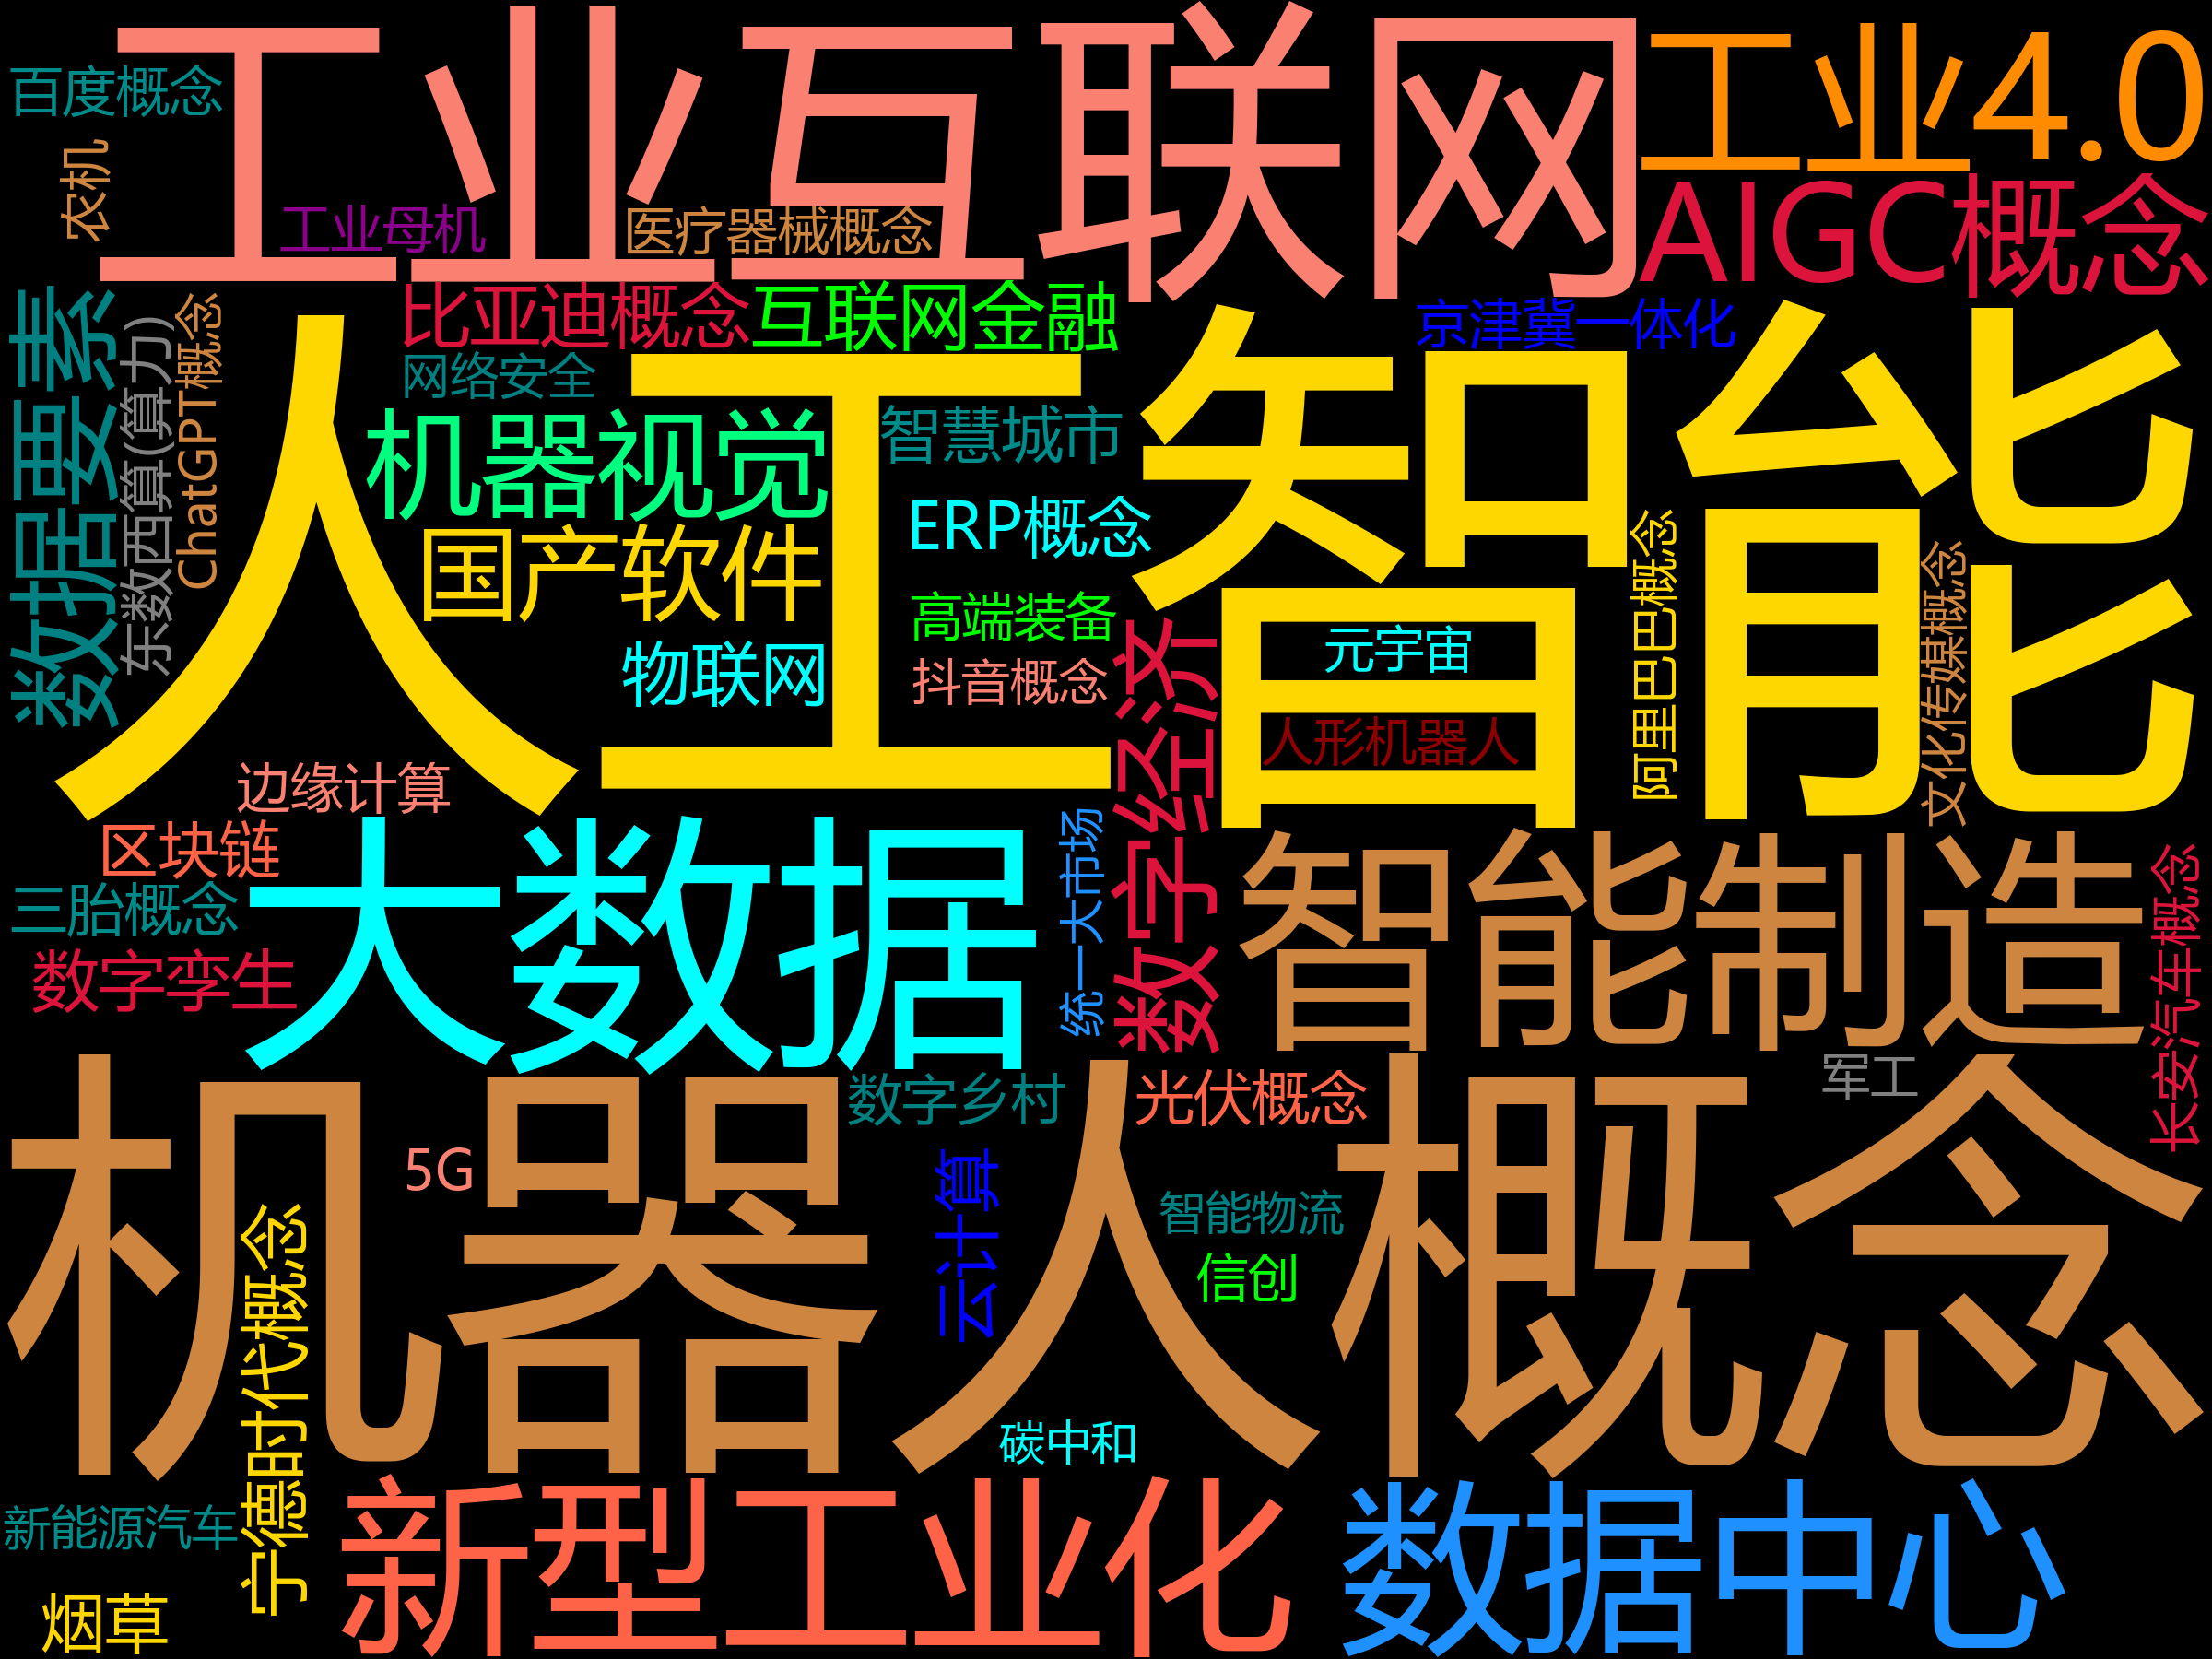 工业互联网
工业4.0
百度概念
农机
工业母机
医疗器械概念
AIGC概念
比亚迪概念
互联网金融
京津翼一体化
数据要素
东数西算(算力)
ChatGPT概念
网络安全
人工智能
机器视觉
智慧城市
国产软件
ERP概念
高端装备
物联网
抖音概念
元宇宙
人形机器人
阿里巴巴概念
文化传媒概念
数字经济
边缘计算
区块链
三胎概念
数字孪生
大数据
统一大市场
智能制造
长安汽车概念
机器人概念
数字乡村
光伏概念
军工
5G
云计算
智能物流
信创
宁德时代概念
碳中和
新能源汽车
新型工业化
数据中心
烟草